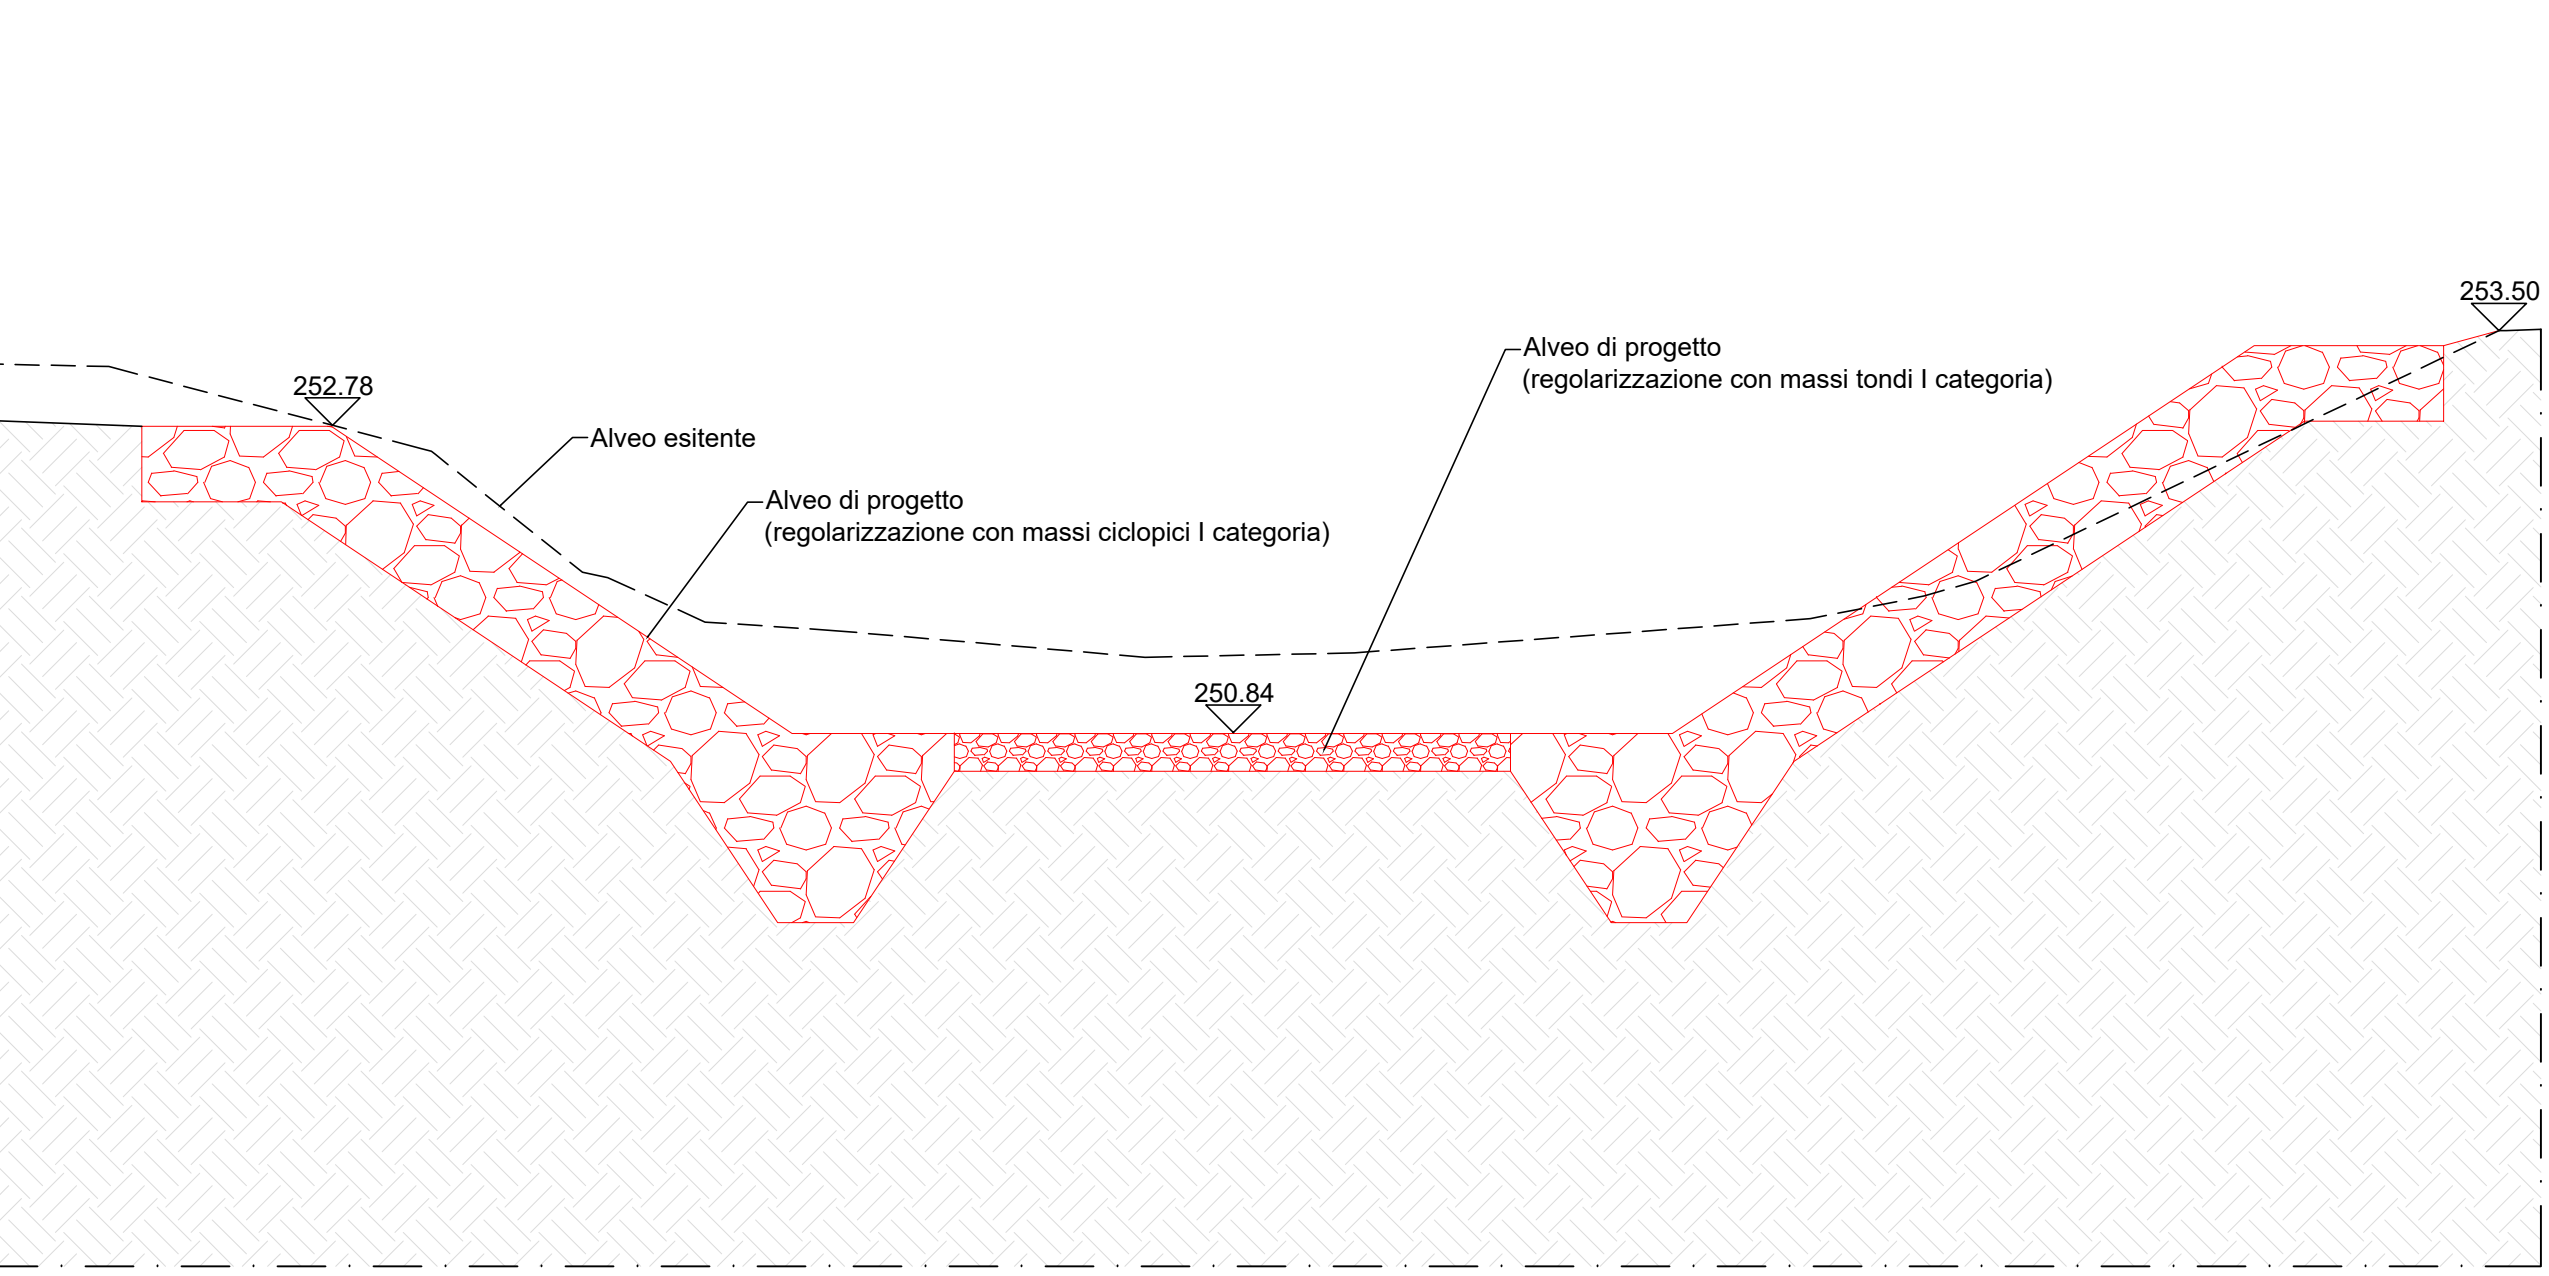 253.50
Alveo di progetto
(regolarizzazione con massi tondi I categoria)
252.78
Alveo esitente
Alveo di progetto
(regolarizzazione con massi ciclopici I categoria)
250.84